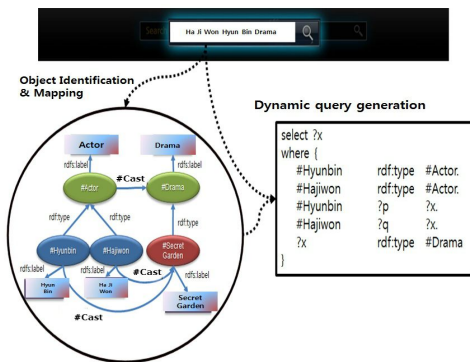 Ha Ji Won Hyun Bin Drama
Object Identification
& Mapping
Dynamic query generation
Actor
Drama
rdfs:label
rdfs:label
#Cast
#Actor
#Drama
rdf:type
rdf:type
rdf:type
#Hyunbin
#Hajiwon
#Secret
Garden
rdfs:label
rdfs:label
#Cast
rdfs:label
Hyun
Bin
Ha Ji
Won
#Cast
Secret
Garden
select ?x
where {
#Hyunbin rdf:type #Actor.
#Hajiwon rdf:type #Actor.
#Hyunbin ?p ?x.
#Hajiwon ?q ?x.
?x rdf:type #Drama
}